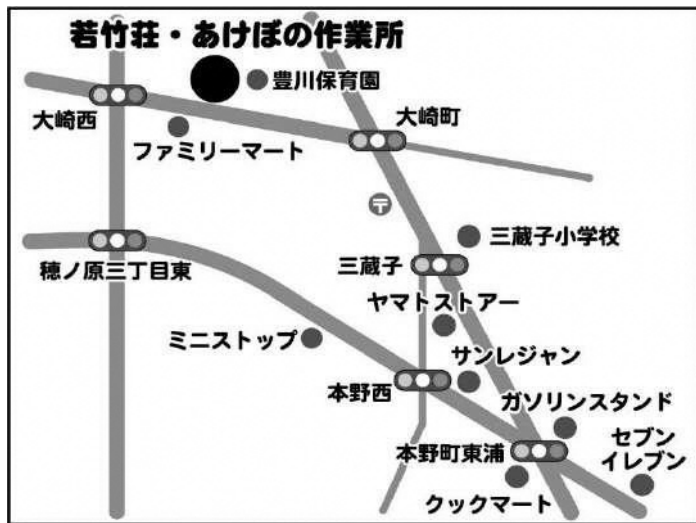 若竹荘・あけぼの作業所
豊川保育園
大崎西
大崎町
ファミリーマート
〒
三蔵子小学校
三蔵子
穂ノ原三丁目東
ヤマトストアー
ミニストップ
サンレジャン
本野西
ガソリンスタンド
本野町東浦
セブン
イレブン
クックマート